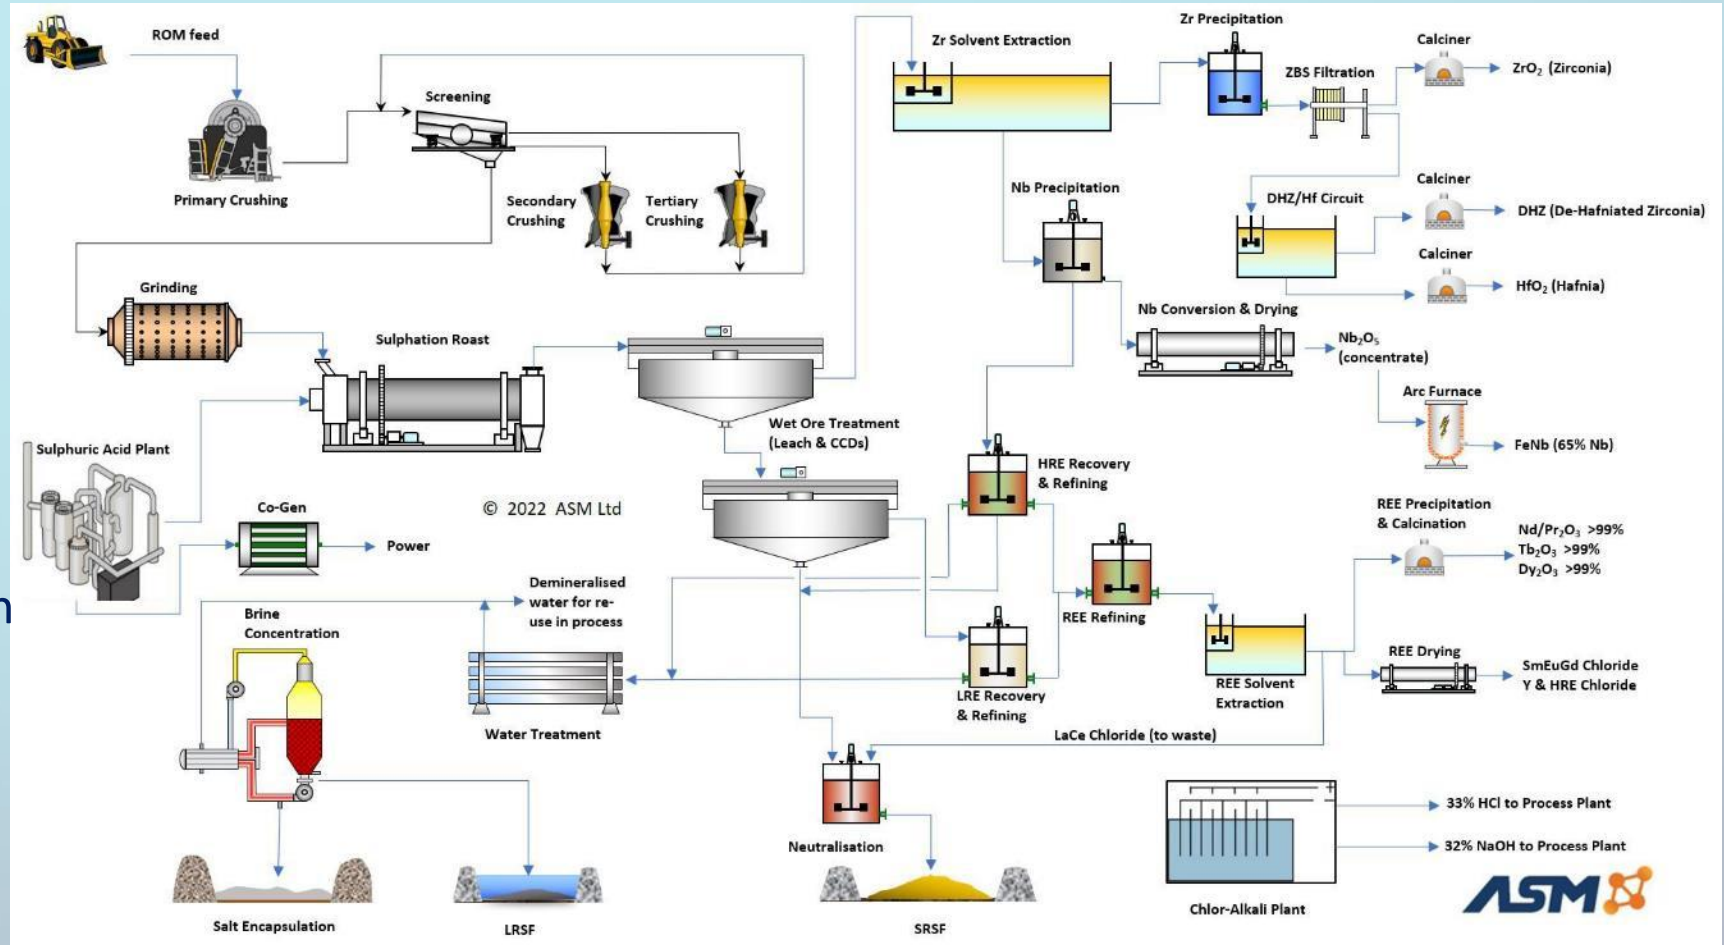 ROM feed
Primary Crushing
Screening
Secondary
Crushing
Tertiary
Crushing
Grinding
Sulphation Roast
Sulphuric Acid Plant
Co-Gen
Power
© 2022 ASM Ltd
Wet Ore Treatment
(Leach & CCDs)
Zr Solvent Extraction
Zr Precipitation
ZBS Filtration
Calciner
ZrO₂ (Zirconia)
Nb Precipitation
DHZ/Hf Circuit
Calciner
DHZ (De-Hafniated Zirconia)
Calciner
HfO₂ (Hafnia)
Nb Conversion & Drying
Nb₂O₅
(concentrate)
Arc Furnace
FeNb (65% Nb)
HRE Recovery
& Refining
REE Precipitation
& Calcination
Nd/Pr₂O₃ >99%
Tb₂O₃ >99%
Dy₂O₃ >99%
REE Refining
n
Demineralised
water for re-
use in process
Brine
Concentration
Water Treatment
LRE Recovery
& Refining
REE Solvent
Extraction
REE Drying
SmEuGd Chloride
Y & HRE Chloride
LaCe Chloride (to waste)
Neutralisation
33% HCl to Process Plant
32% NaOH to Process Plant
Chlor-Alkali Plant
Salt Encapsulation
LRSF
SRSF
ASM